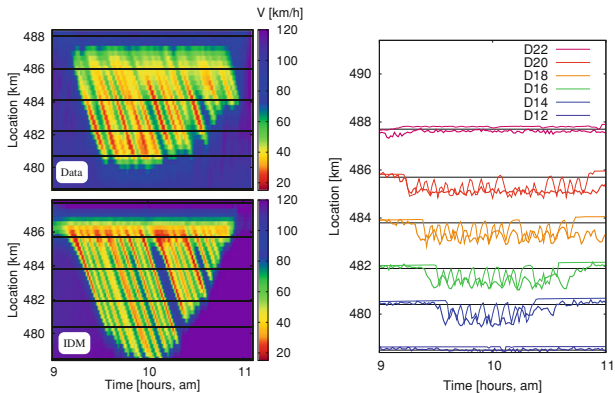 V [km/h]
488
486
484
482
480
Location [km]
Data
120
100
80
60
40
20
486
484
482
480
Location [km]
IDM
120
100
80
60
40
20
9
10
11
Time [hours, am]
D22
D20
D18
D16
D14
D12
490
488
486
484
482
480
Location [km]
9
10
11
Time [hours, am]